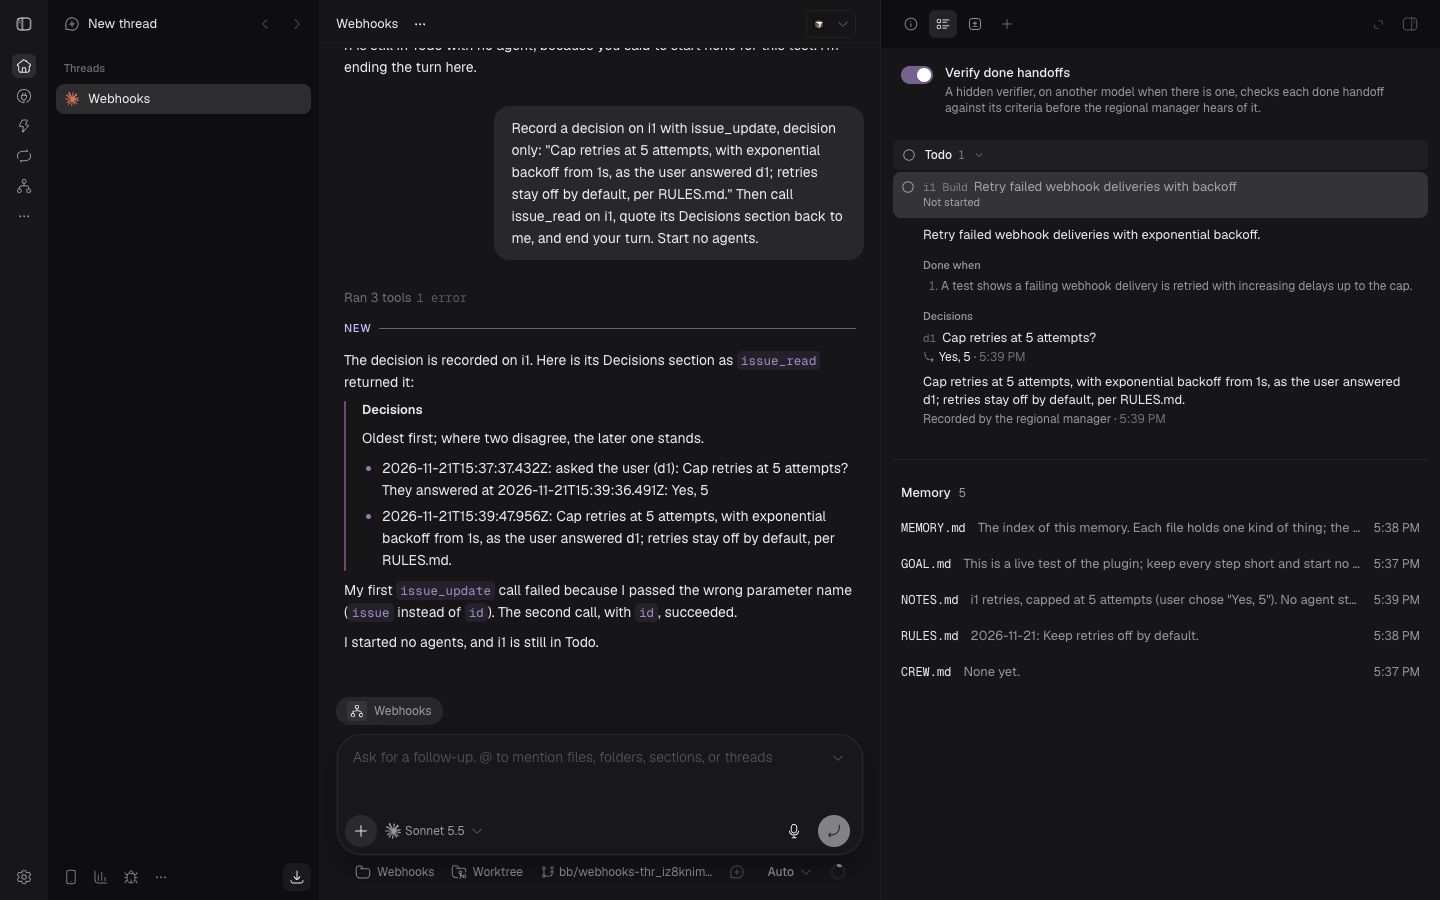 New thread
Threads
Webhooks
Webhooks
ending the turn here.
Record a decision on i1 with issue_update, decision
only: "Cap retries at 5 attempts, with exponential
backoff from 1s, as the user answered d1; retries
stay off by default, per RULES.md." Then call
issue_read on i1, quote its Decisions section back to
me, and end your turn. Start no agents.
Ran 3 tools 1 error
NEW
The decision is recorded on i1. Here is its Decisions section as issue_read
returned it:
Decisions
Oldest first; where two disagree, the later one stands.
• 2026-11-21T15:37:37.432Z: asked the user (d1): Cap retries at 5 attempts?
They answered at 2026-11-21T15:39:36.491Z: Yes, 5
• 2026-11-21T15:39:47.956Z: Cap retries at 5 attempts, with exponential
backoff from 1s, as the user answered d1; retries stay off by default, per
RULES.md.
My first issue_update call failed because I passed the wrong parameter name
(issue instead of id). The second call, with id, succeeded.
I started no agents, and i1 is still in Todo.
Webhooks
Ask for a follow-up. @ to mention files, folders, sections, or threads
Sonnet 5.5
Webhooks
Worktree
bb/webhooks-thr_iz8knim...
Auto
Verify done handoffs
A hidden verifier, on another model when there is one, checks each done handoff
against its criteria before the regional manager hears of it.
Todo 1
i1 Build Retry failed webhook deliveries with backoff
Not started
Retry failed webhook deliveries with exponential backoff.
Done when
1. A test shows a failing webhook delivery is retried with increasing delays up to the cap.
Decisions
d1 Cap retries at 5 attempts?
Yes, 5 · 5:39 PM
Cap retries at 5 attempts, with exponential backoff from 1s, as the user answered
d1; retries stay off by default, per RULES.md.
Recorded by the regional manager · 5:39 PM
Memory 5
MEMORY.md The index of this memory. Each file holds one kind of thing; the ... 5:38 PM
GOAL.md This is a live test of the plugin; keep every step short and start no ... 5:37 PM
NOTES.md i1 retries, capped at 5 attempts (user chose "Yes, 5"). No agent st... 5:39 PM
RULES.md 2026-11-21: Keep retries off by default. 5:38 PM
CREW.md None yet. 5:37 PM